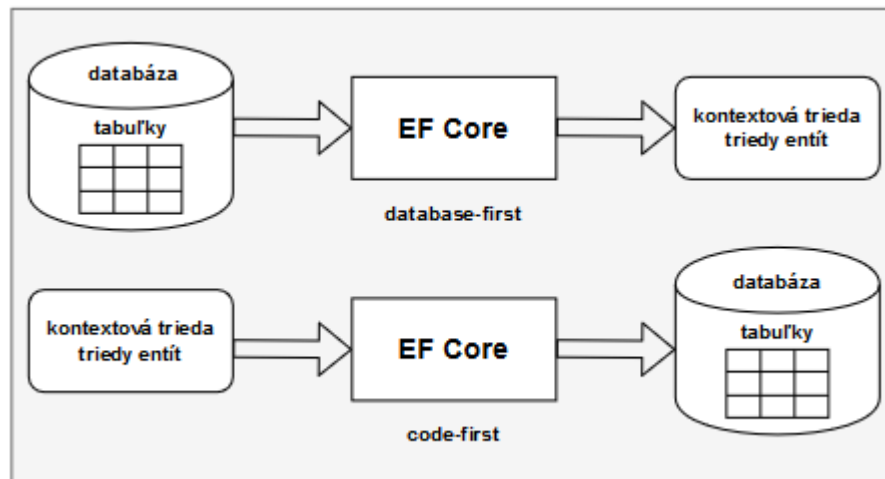 databáza
tabuľky
EF Core
kontextová trieda
triedy entít
database-first
kontextová trieda
triedy entít
EF Core
databáza
tabuľky
code-first